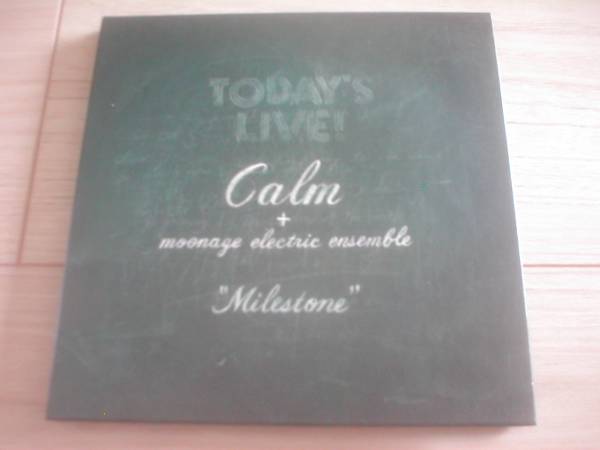 TODAY'S
LIVE!
Calm
+
moonage electric ensemble
"Milestone"